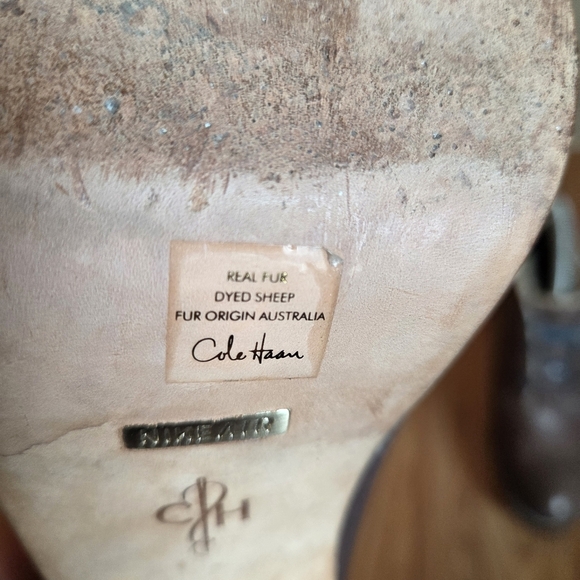 REAL FUR
DYED SHEEP
FUR ORIGIN AUSTRALIA
Cole Haan
NIKE AIR